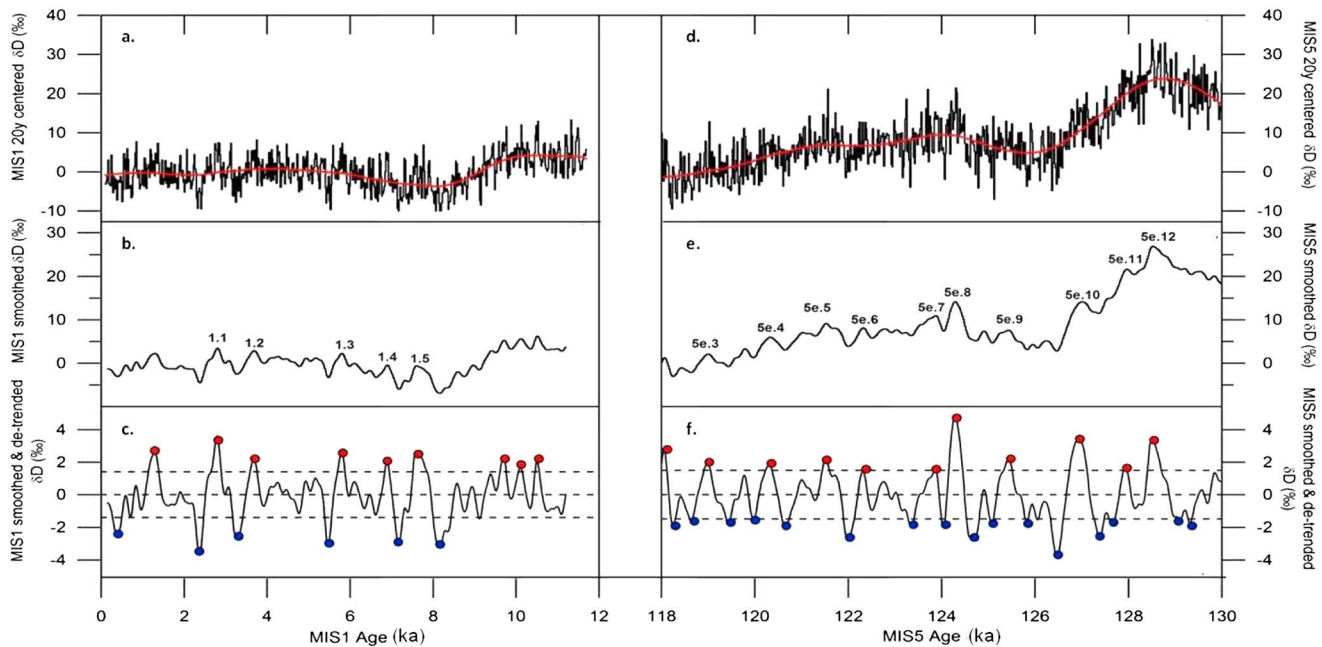 MIS1 20y centered δD (‰)
40
30
20
10
0
-10
a.
d.
40
30
20
10
0
-10
MIS5 20y centered δD (‰)
MIS1 smoothed δD (‰)
30
20
10
0
b.
1.1
1.2
1.3
1.4
1.5
e.
5e.3
5e.4
5e.5
5e.6
5e.7
5e.8
5e.9
5e.10
5e.11
5e.12
30
20
10
0
MIS5 smoothed δD (‰)
MIS1 smoothed & de-trended
δD (‰)
4
2
0
-2
-4
c.
f.
4
2
0
-2
-4
δD (‰)
MIS5 smoothed & de-trended
0 2 4 6 8 10 12
MIS1 Age (ka)
118 120 122 124 126 128 130
MIS5 Age (ka)